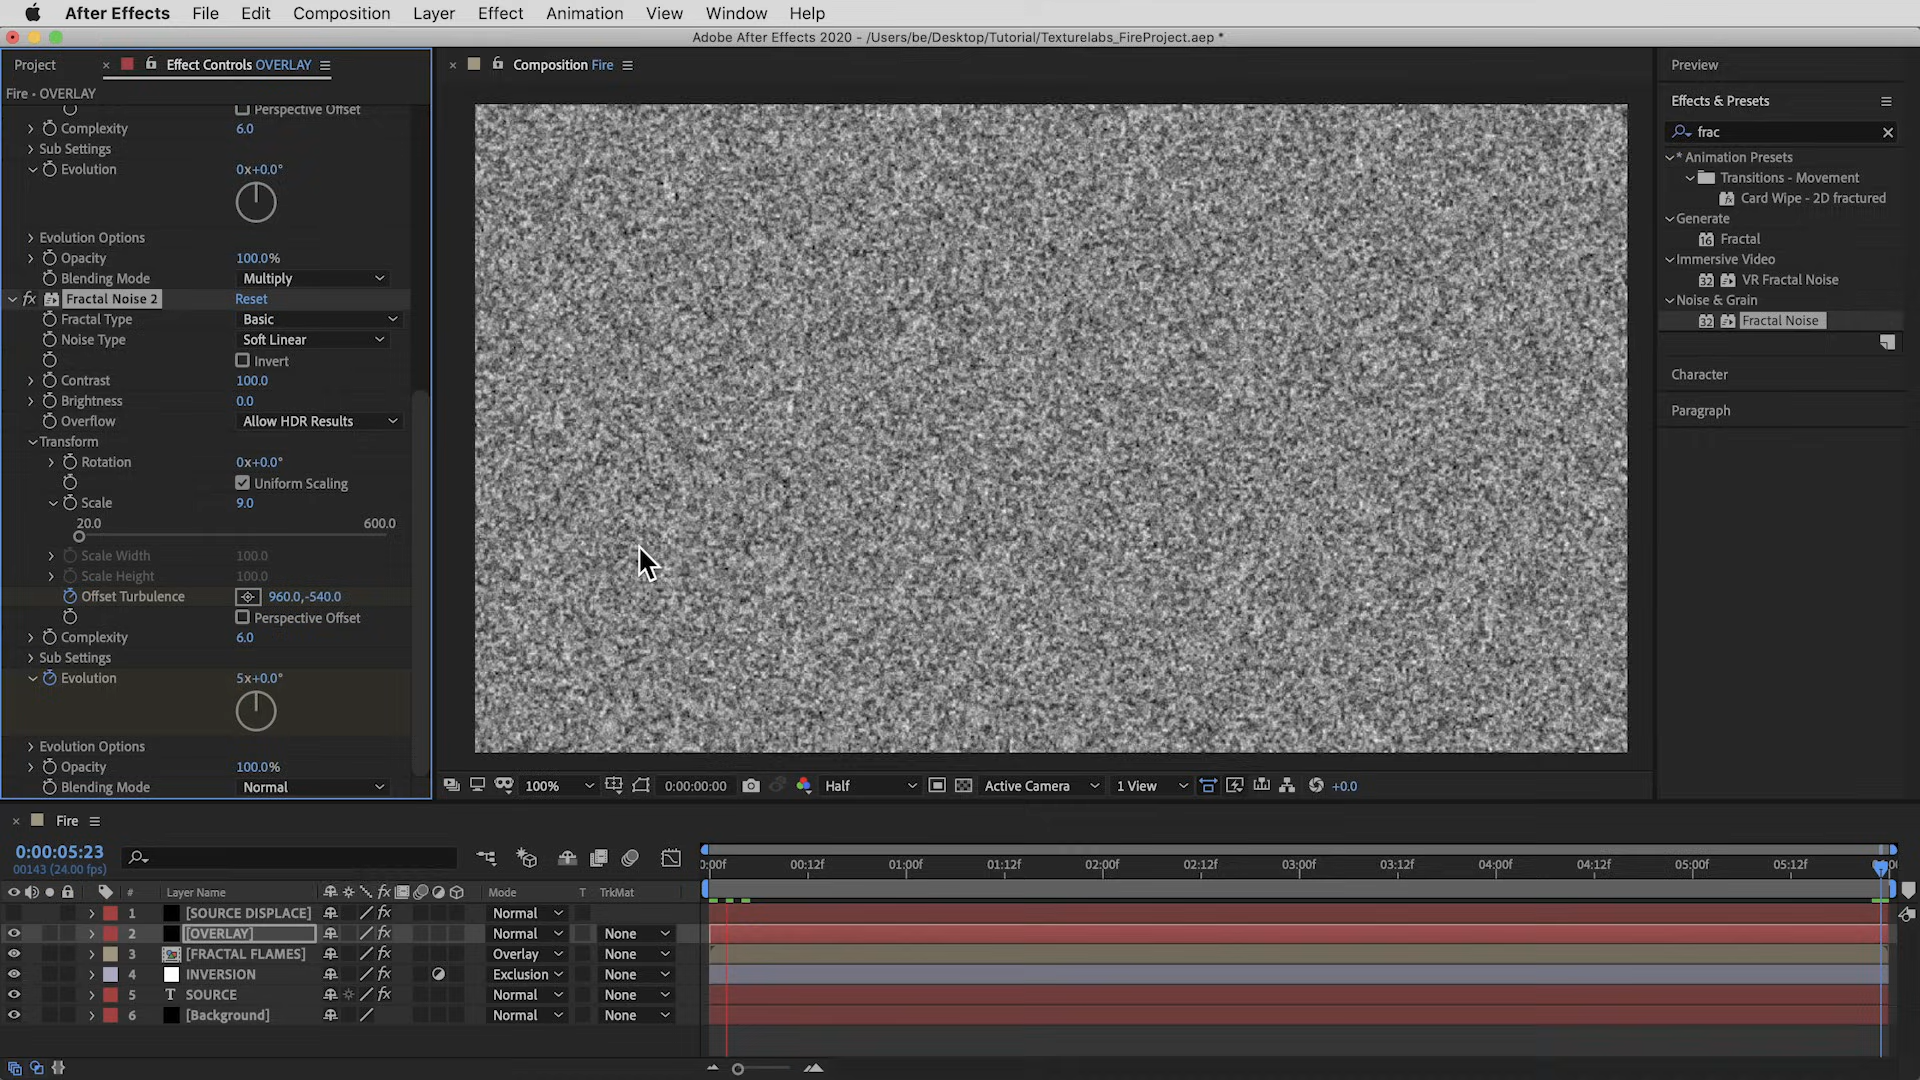 After Effects File Edit Composition Layer Effect Animation View Window Help
Adobe After Effects 2020 - /Users/be/Desktop/Tutorial/Texturelabs_FireProject.aep *
Project × Effect Controls OVERLAY
Fire • OVERLAY
Perspective Offset
Complexity 6.0
Sub Settings
Evolution 0x+0.0°
Evolution Options
Opacity 100.0%
Blending Mode Multiply
fx Fractal Noise 2 Reset
Fractal Type Basic
Noise Type Soft Linear
Invert
Contrast 100.0
Brightness 0.0
Overflow Allow HDR Results
Transform
Rotation 0x+0.0°
Uniform Scaling
Scale 9.0
20.0 600.0
Scale Width 100.0
Scale Height 100.0
Offset Turbulence 960.0,-540.0
Perspective Offset
Complexity 6.0
Sub Settings
Evolution 5x+0.0°
Evolution Options
Opacity 100.0%
Blending Mode Normal
× Composition Fire
100% 0:00:00:00 Half Active Camera 1 View +0.0
Preview
Effects & Presets
frac ×
* Animation Presets
Transitions - Movement
Card Wipe - 2D fractured
Generate
16 Fractal
Immersive Video
32 VR Fractal Noise
Noise & Grain
32 Fractal Noise
Character
Paragraph
× Fire
0:00:05:23
00143 (24.00 fps)
0:00f 00:12f 01:00f 01:12f 02:00f 02:12f 03:00f 03:12f 04:00f 04:12f 05:00f 05:12f
# Layer Name fx Mode T TrkMat
1 [SOURCE DISPLACE] fx Normal
2 [OVERLAY] fx Normal None
3 [FRACTAL FLAMES] fx Overlay None
4 INVERSION fx Exclusion None
5 T SOURCE fx Normal None
6 [Background] Normal None